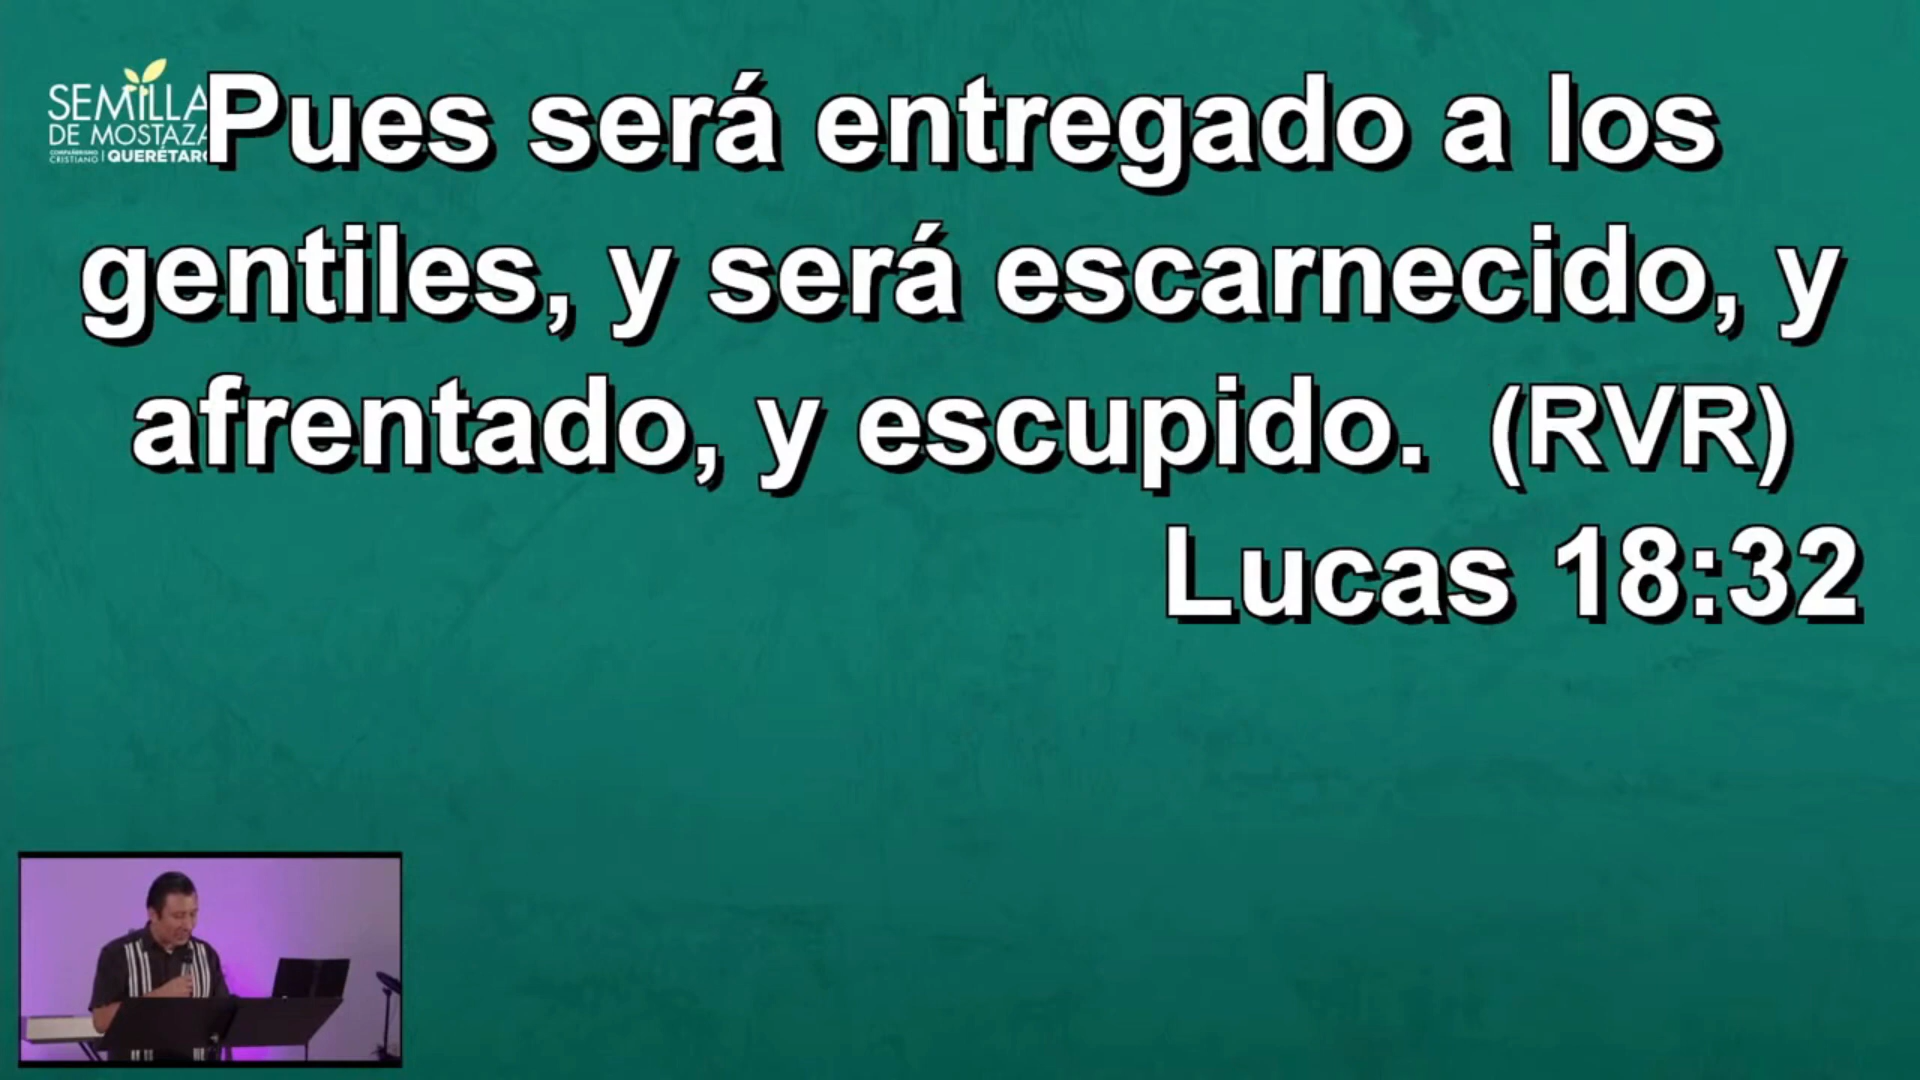 SEMILLA
DE MOSTAZA
CRISTIANO | QUERÉTARO
Pues será entregado a los
gentiles, y será escarnecido, y
afrentado, y escupido. (RVR)
Lucas 18:32